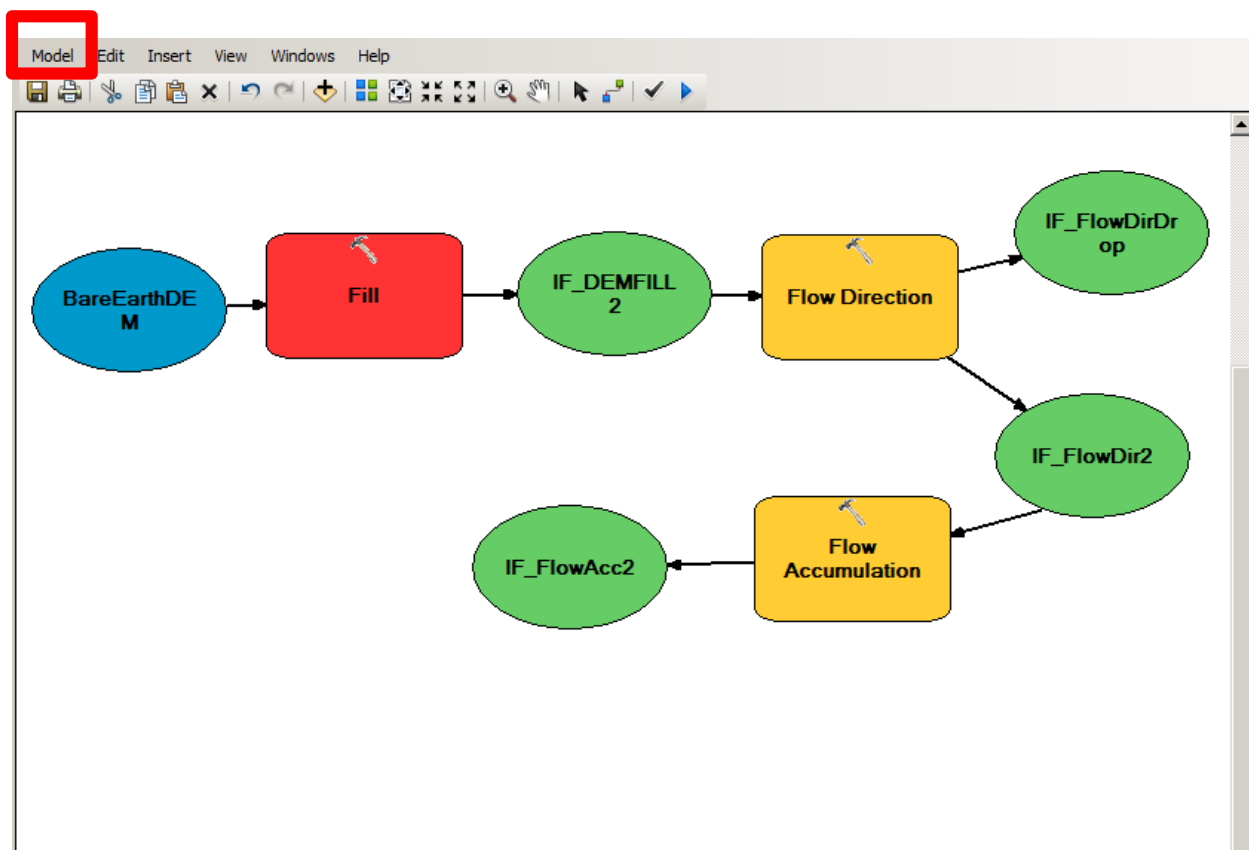 Model Edit Insert View Windows Help
IF_FlowDirDr
op
BareEarthDE
M
Fill
IF_DEMFILL
2
Flow Direction
IF_FlowDir2
IF_FlowAcc2
Flow
Accumulation